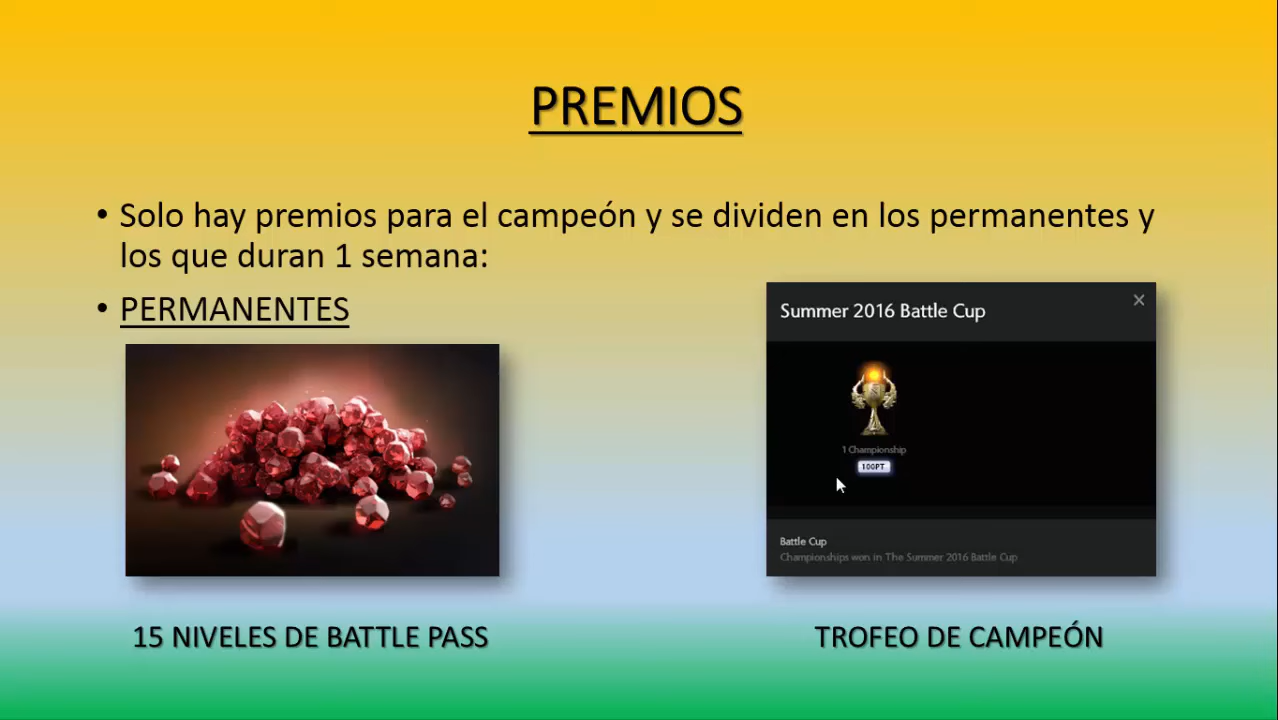 PREMIOS
• Solo hay premios para el campeón y se dividen en los permanentes y
los que duran 1 semana:
• PERMANENTES
Summer 2016 Battle Cup
1 Championship
100PT
Battle Cup
Championships won in The Summer 2016 Battle Cup
15 NIVELES DE BATTLE PASS
TROFEO DE CAMPEÓN